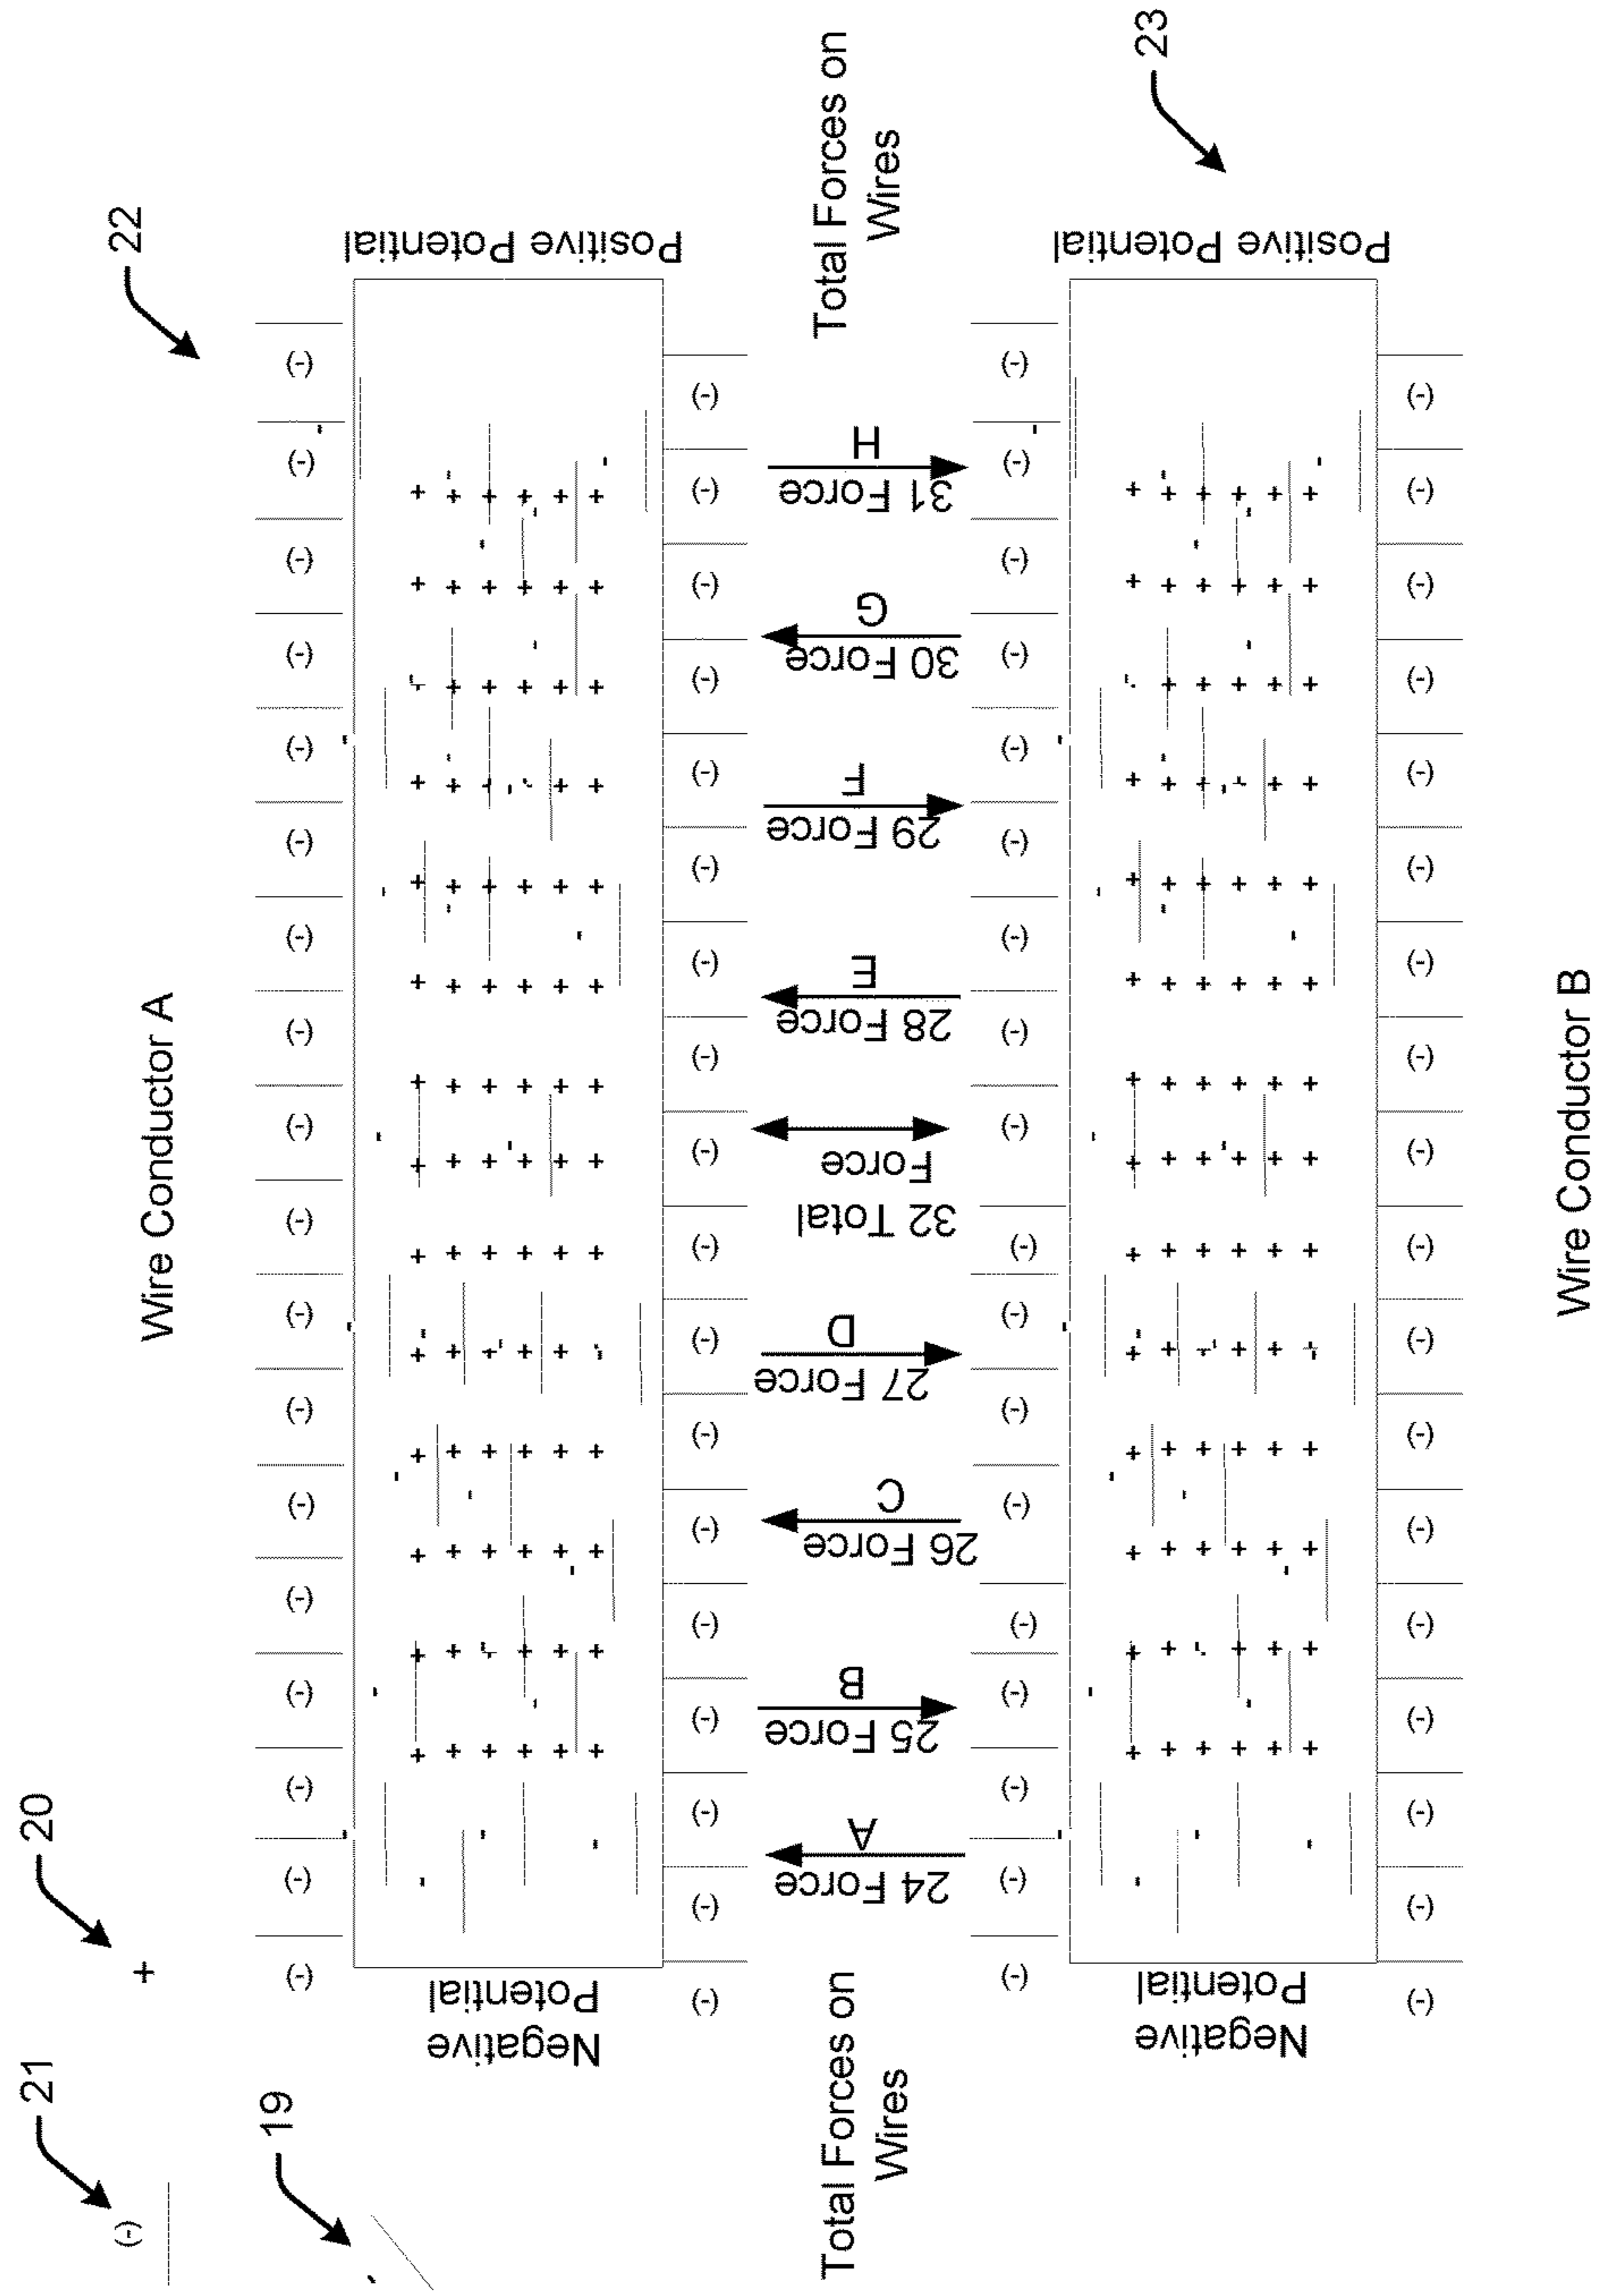 21
20
22
23
19
(-)
+
Wire Conductor A
(-) (-) (-) (-) (-) (-) (-) (-) (-) (-) (-) (-) (-) (-) (-) (-) (-) (-)
Negative
Potential
Positive Potential
(-) (-) (-) (-) (-) (-) (-) (-) (-) (-) (-) (-) (-) (-) (-) (-) (-) (-)
Total Forces on
Wires
24 Force
A
25 Force
B
26 Force
C
27 Force
D
32 Total
Force
28 Force
E
29 Force
F
30 Force
G
31 Force
H
Total Forces on
Wires
(-) (-) (-) (-) (-) (-) (-) (-) (-) (-) (-) (-) (-) (-) (-) (-) (-) (-)
Negative
Potential
Positive Potential
(-) (-) (-) (-) (-) (-) (-) (-) (-) (-) (-) (-) (-) (-) (-) (-) (-) (-)
Wire Conductor B